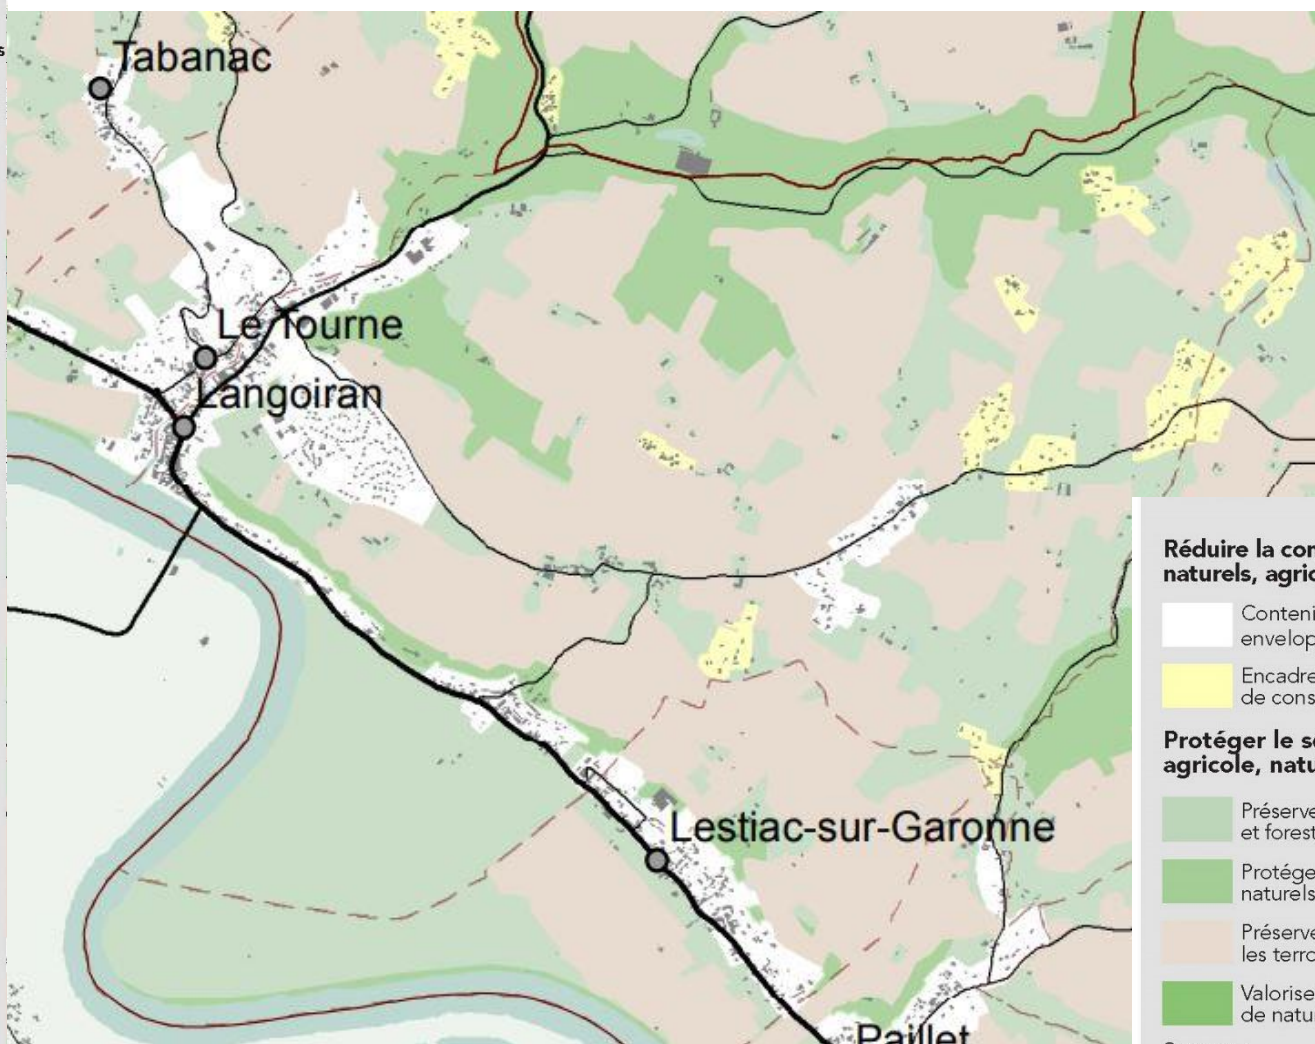 s
Tabanac
Le Tourne
Langoiran
Lestiac-sur-Garonne
Paillet
Réduire la con
naturels, agric
Conteni
envelop
Encadre
de cons
Protéger le so
agricole, natu
Préserve
et forest
Protége
naturels
Préserve
les terro
Valorise
de natu